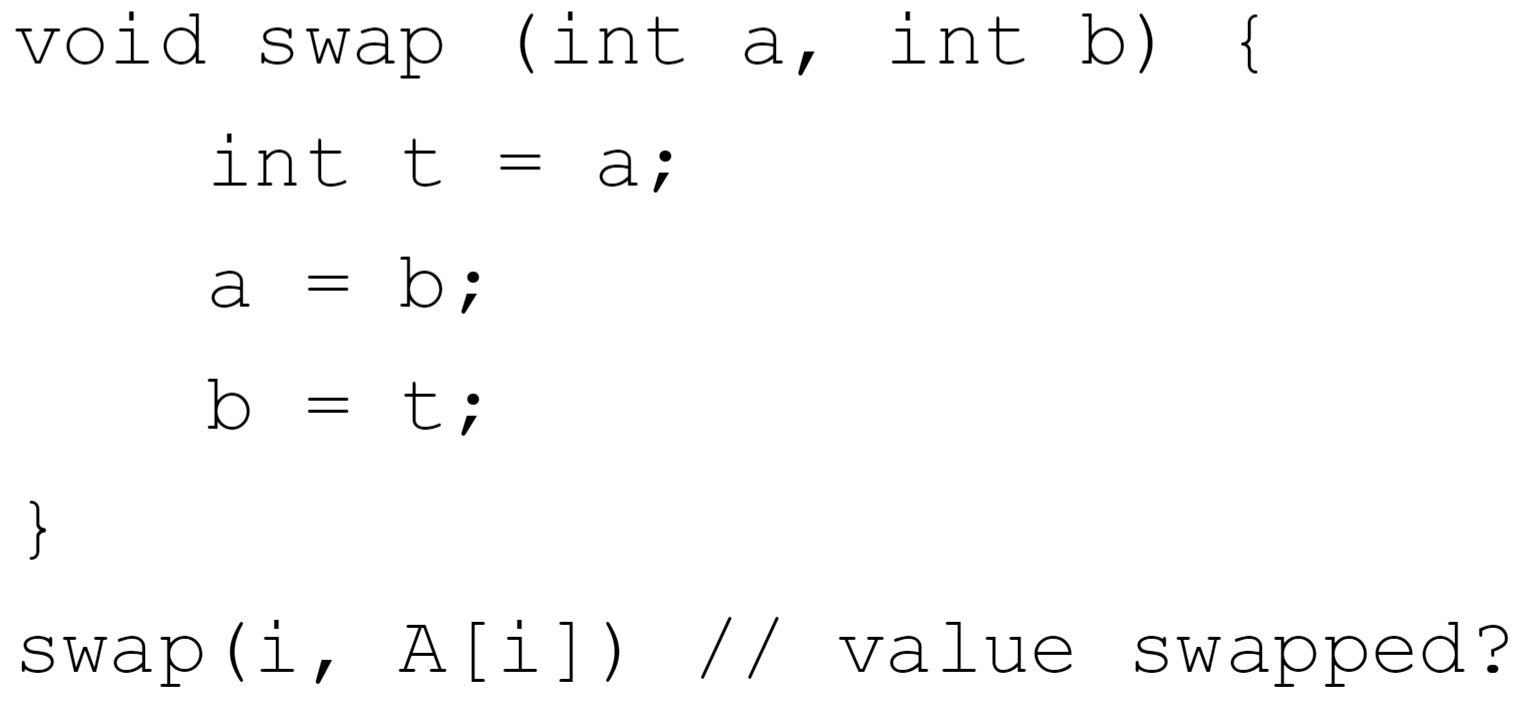 void swap (int a, int b) {
int t = a;
a = b;
b = t;
}
swap(i, A[i]) // value swapped?